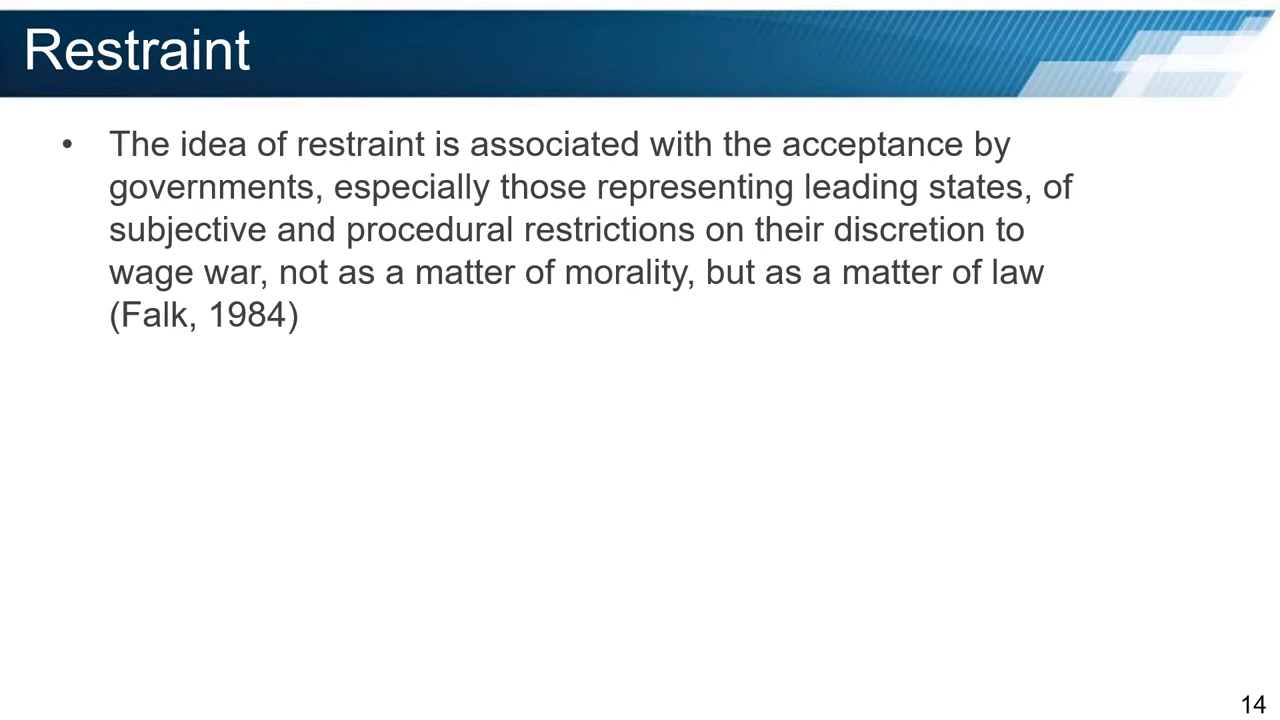 Restraint
• The idea of restraint is associated with the acceptance by
governments, especially those representing leading states, of
subjective and procedural restrictions on their discretion to
wage war, not as a matter of morality, but as a matter of law
(Falk, 1984)
14